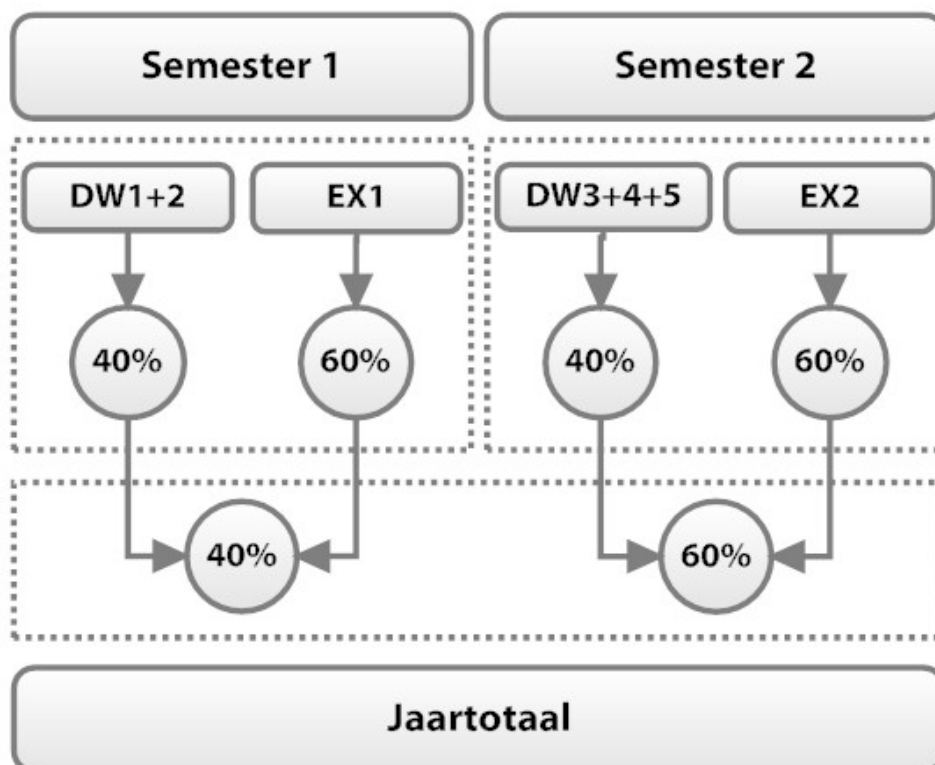 Semester 1
Semester 2
DW1+2
EX1
DW3+4+5
EX2
40%
60%
40%
60%
40%
60%
Jaartotaal